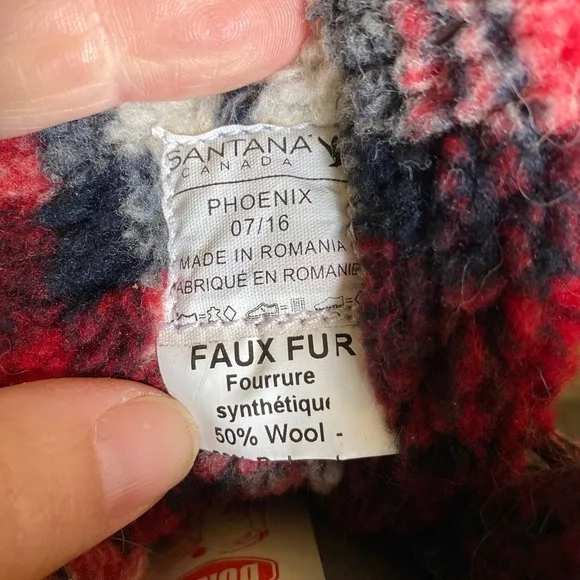 SANTANA
CANADA
PHOENIX
07/16
MADE IN ROMANIA
FABRIQUÉ EN ROMANIE
FAUX FUR
Fourrure
synthétique
50% Wool -